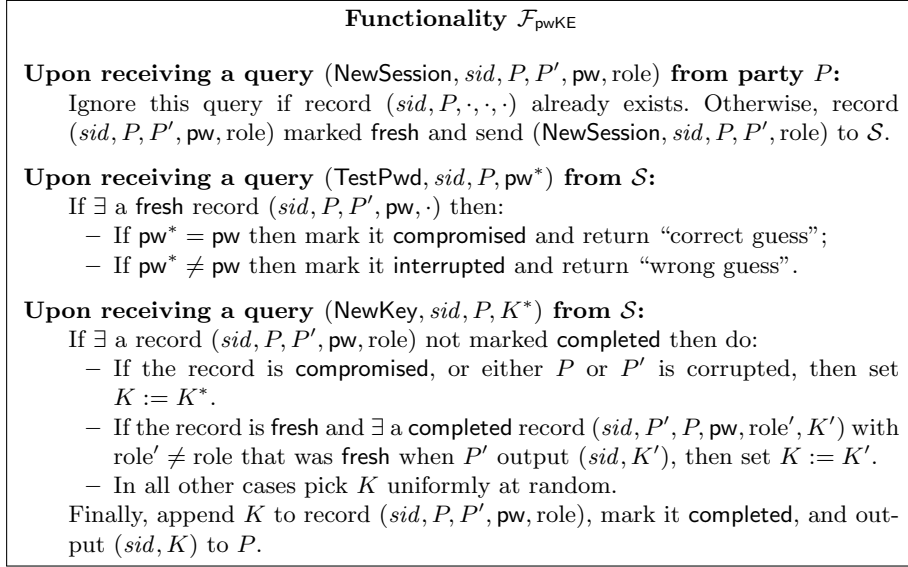 Functionality F_pwKE
Upon receiving a query (NewSession, sid, P, P′, pw, role) from party P:
Ignore this query if record (sid, P, ·, ·, ·) already exists. Otherwise, record
(sid, P, P′, pw, role) marked fresh and send (NewSession, sid, P, P′, role) to S.
Upon receiving a query (TestPwd, sid, P, pw*) from S:
If ∃ a fresh record (sid, P, P′, pw, ·) then:
– If pw* = pw then mark it compromised and return “correct guess”;
– If pw* ≠ pw then mark it interrupted and return “wrong guess”.
Upon receiving a query (NewKey, sid, P, K*) from S:
If ∃ a record (sid, P, P′, pw, role) not marked completed then do:
– If the record is compromised, or either P or P′ is corrupted, then set
K := K*.
– If the record is fresh and ∃ a completed record (sid, P′, P, pw, role′, K′) with
role′ ≠ role that was fresh when P′ output (sid, K′), then set K := K′.
– In all other cases pick K uniformly at random.
Finally, append K to record (sid, P, P′, pw, role), mark it completed, and out-
put (sid, K) to P.